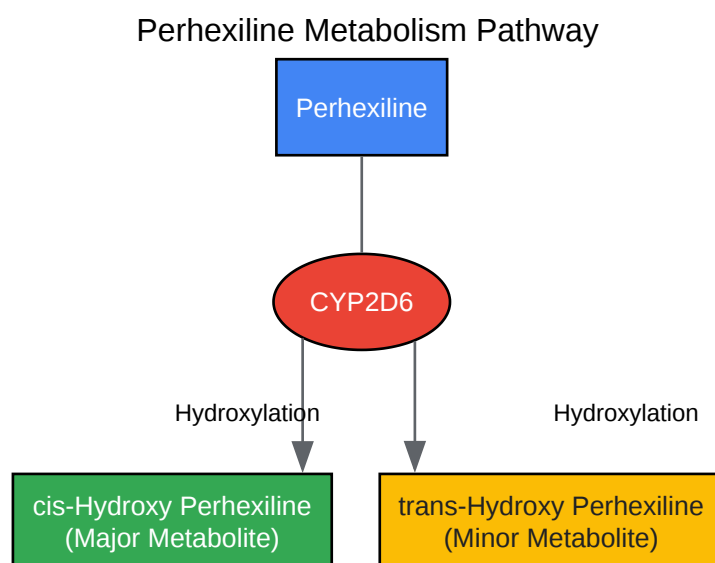 Perhexiline Metabolism Pathway
Perhexiline
CYP2D6
Hydroxylation
Hydroxylation
cis-Hydroxy Perhexiline
(Major Metabolite)
trans-Hydroxy Perhexiline
(Minor Metabolite)